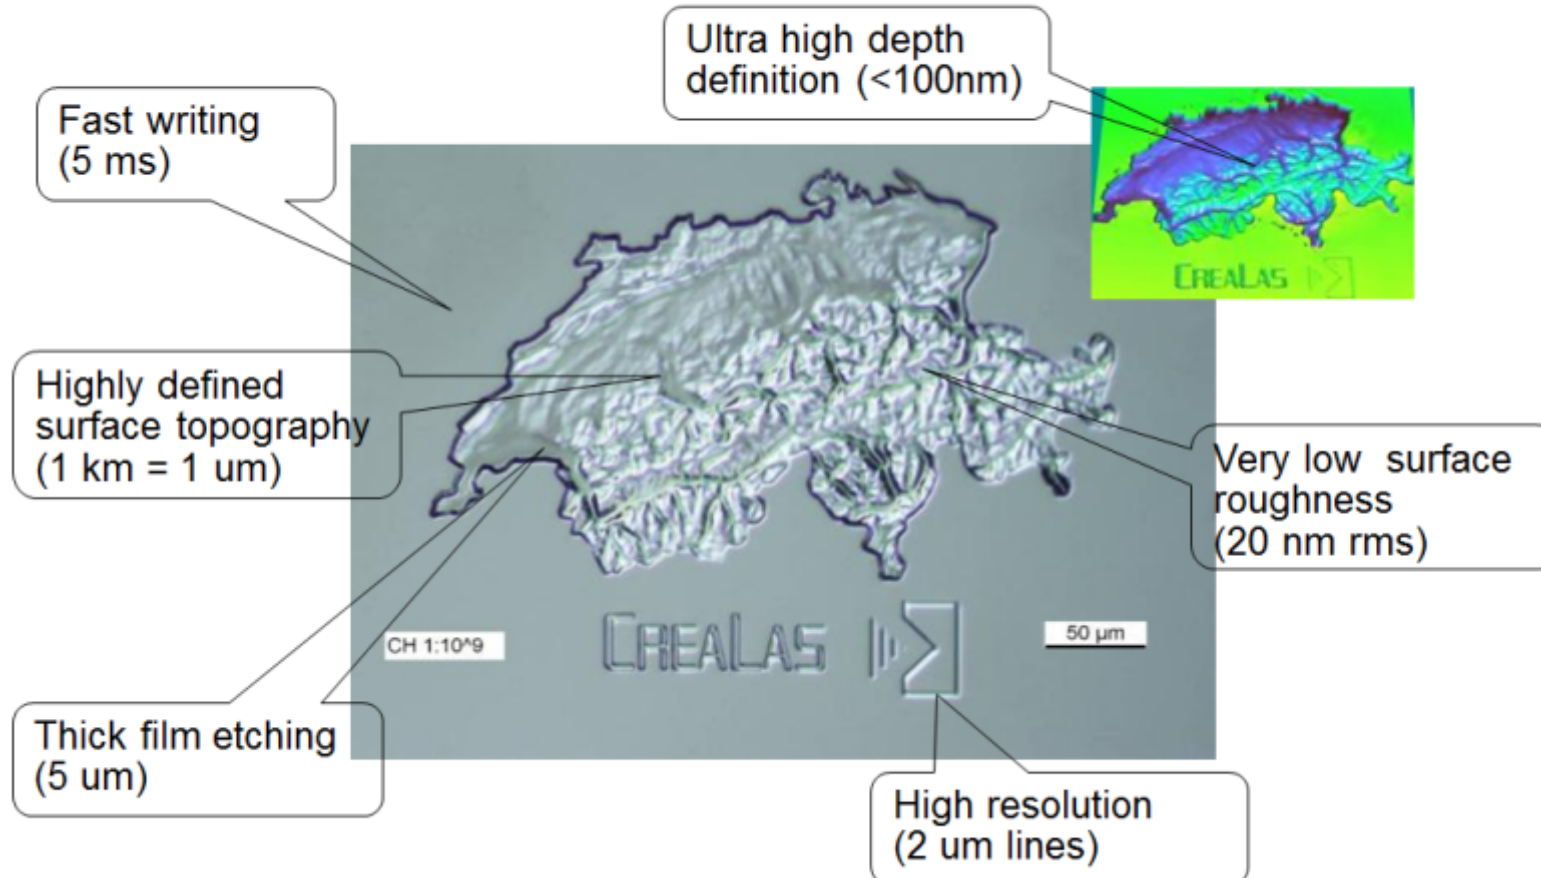 Ultra high depth
definition (<100nm)
Fast writing
(5 ms)
CREALAS
Highly defined
surface topography
(1 km = 1 um)
Very low surface
roughness
(20 nm rms)
CH 1:10^9
CREALAS
50 µm
Thick film etching
(5 um)
High resolution
(2 um lines)